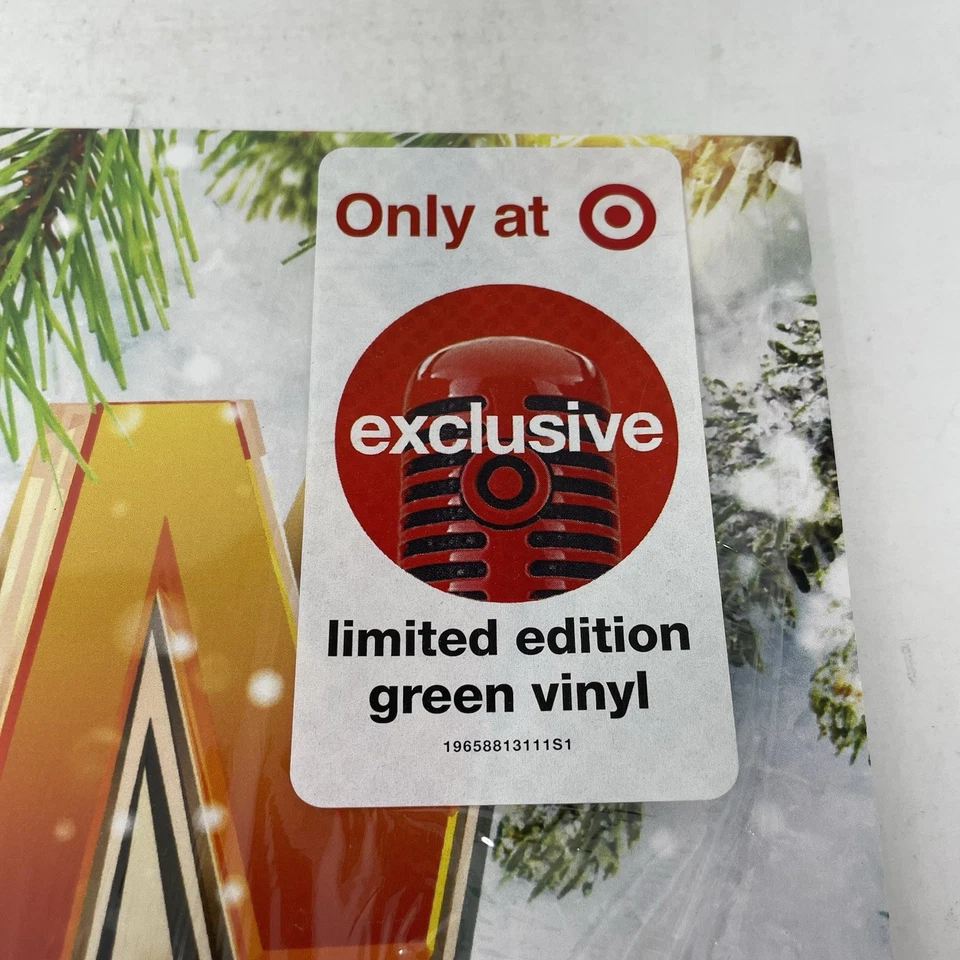 Only at
exclusive
limited edition
green vinyl
19658813111S1